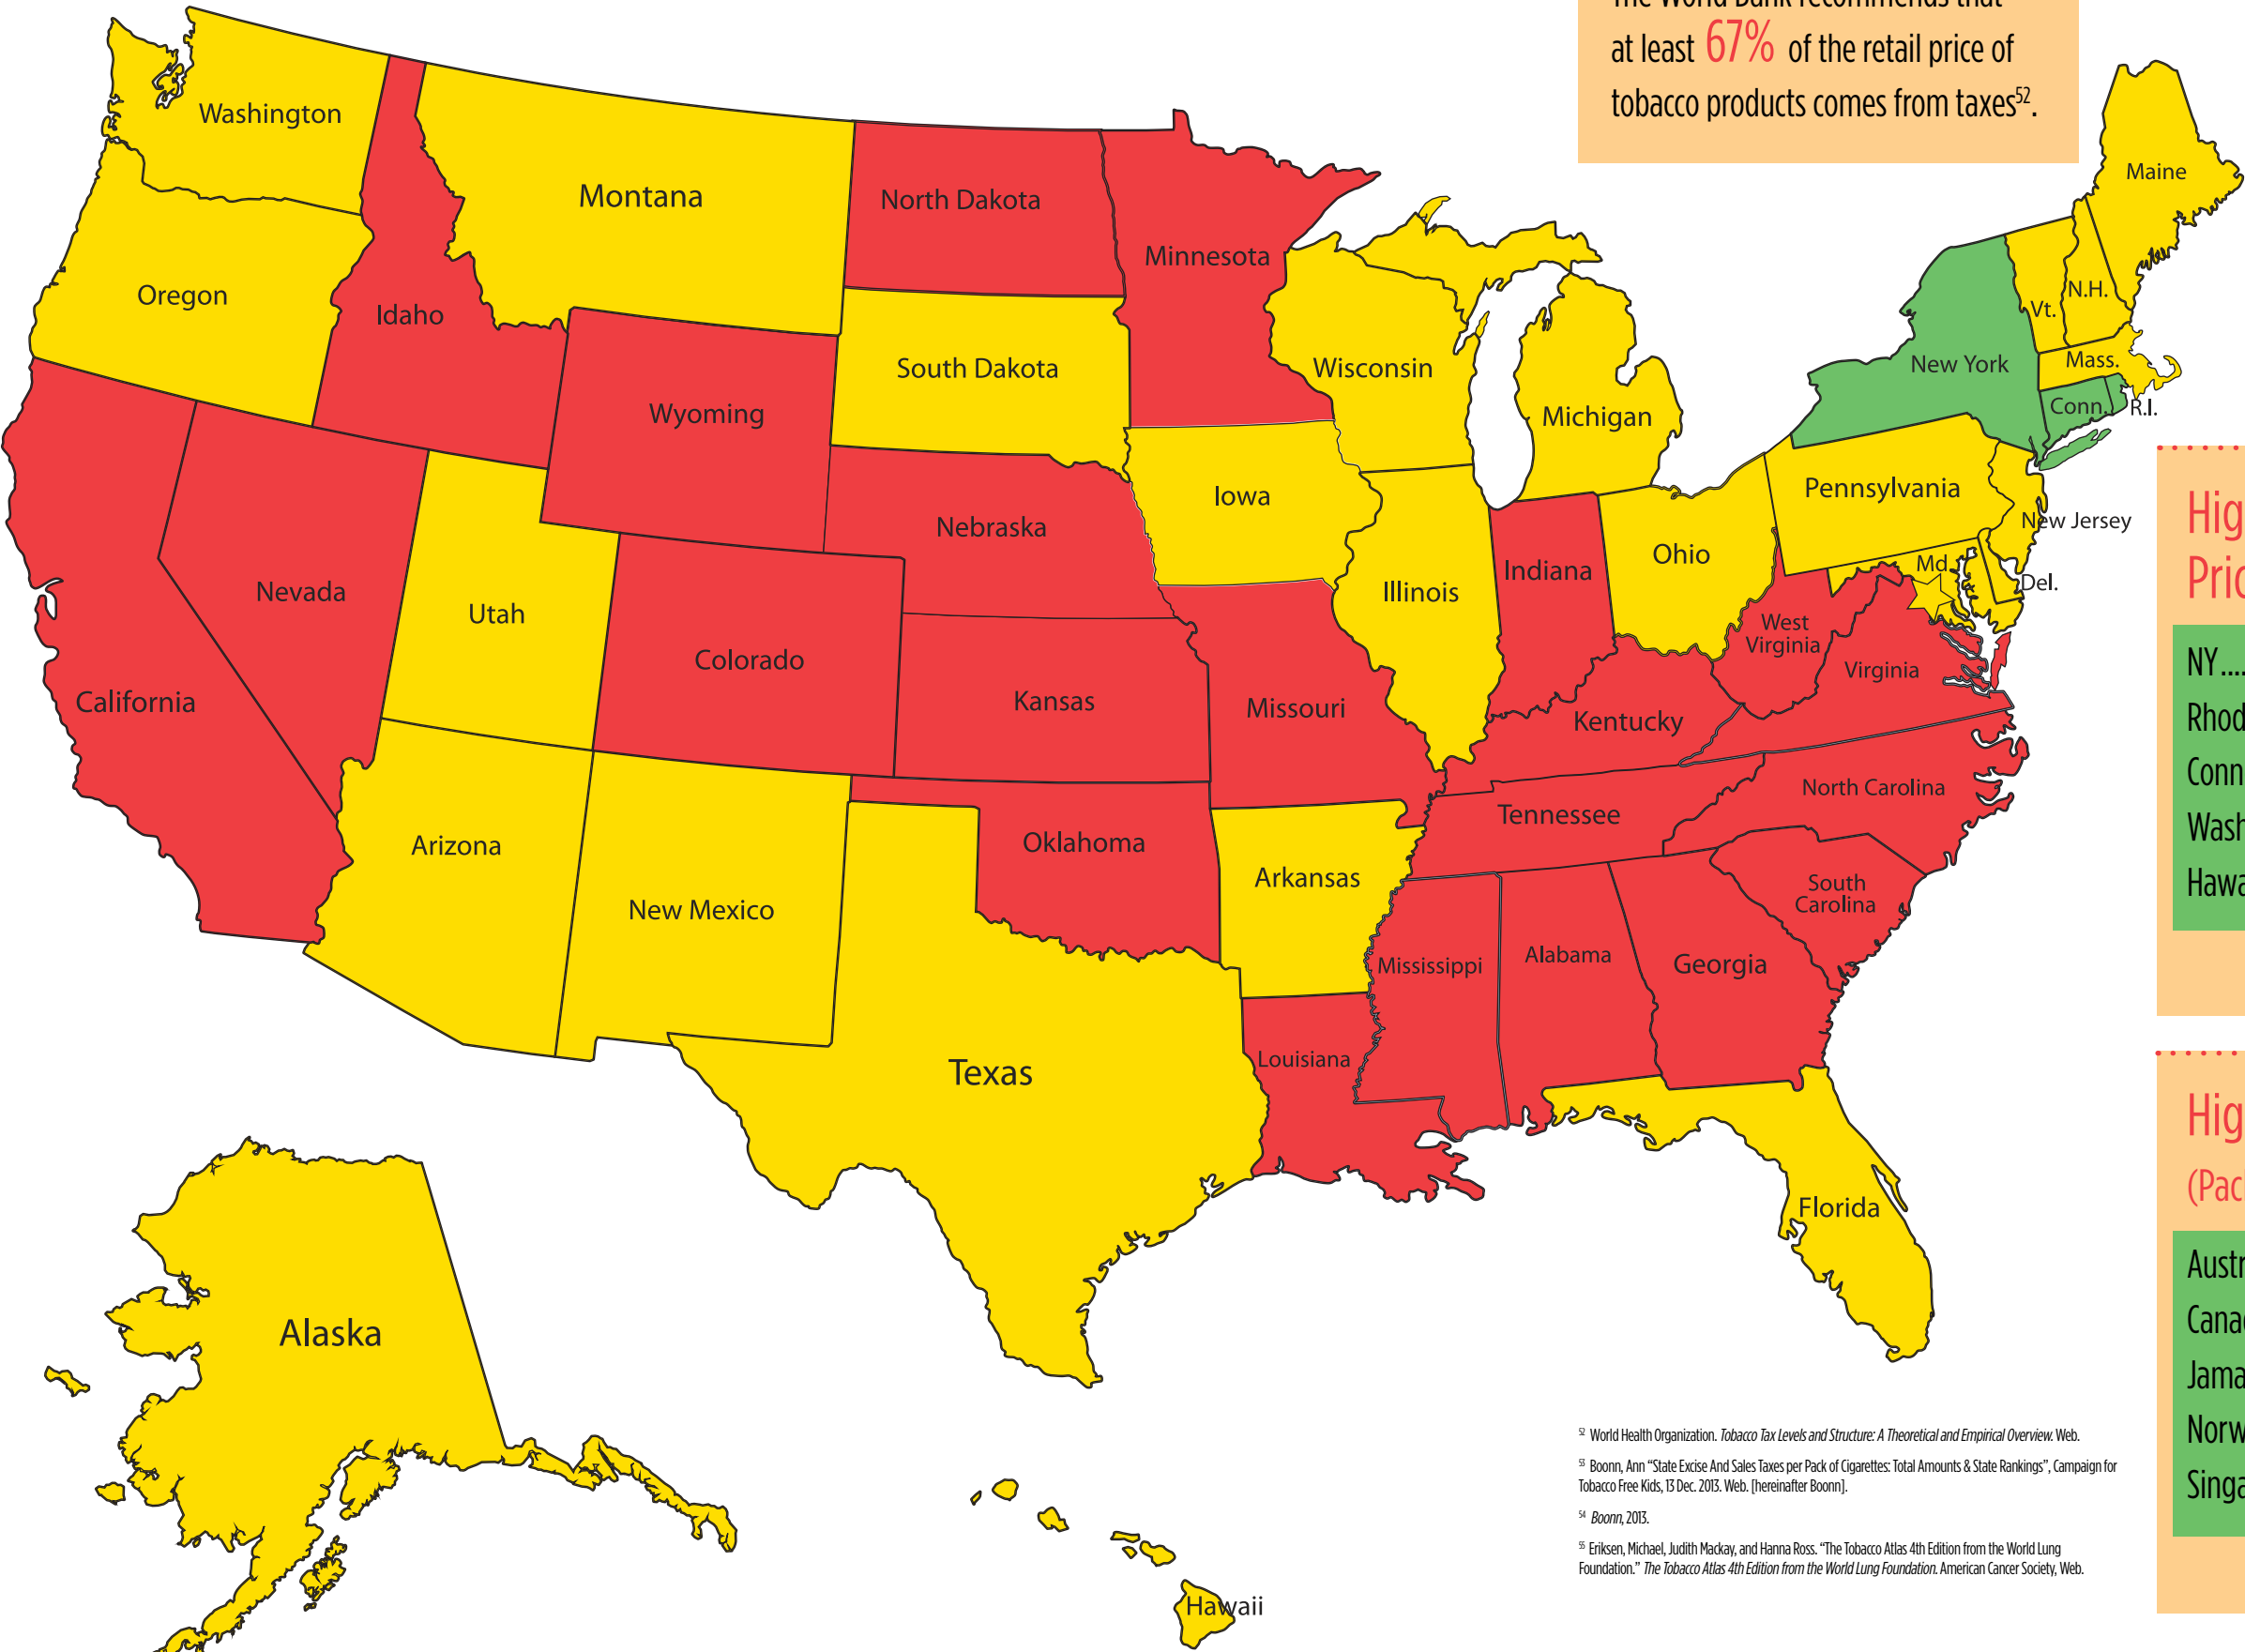 at least 67% of the retail price of
tobacco products comes from taxes52.
Washington
Montana
North Dakota
Minnesota
Maine
Oregon
Idaho
South Dakota
Wisconsin
Michigan
New York
Vt.
N.H.
Mass.
Conn.
R.I.
Wyoming
Iowa
Pennsylvania
New Jersey
Nebraska
Nevada
Utah
Illinois
Indiana
Ohio
Md.
Del.
West
Virginia
Virginia
California
Colorado
Kansas
Missouri
Kentucky
North Carolina
Tennessee
Arizona
New Mexico
Oklahoma
Arkansas
South
Carolina
Mississippi
Alabama
Georgia
Louisiana
Texas
Florida
Alaska
Hawaii
NY....
52 World Health Organization. Tobacco Tax Levels and Structure: A Theoretical and Empirical Overview. Web.
53 Boonn, Ann “State Excise And Sales Taxes per Pack of Cigarettes: Total Amounts & State Rankings”, Campaign for
Tobacco Free Kids, 13 Dec. 2013. Web. [hereinafter Boonn].
54 Boonn, 2013.
55 Eriksen, Michael, Judith Mackay, and Hanna Ross. “The Tobacco Atlas 4th Edition from the World Lung
Foundation.” The Tobacco Atlas 4th Edition from the World Lung Foundation. American Cancer Society, Web.